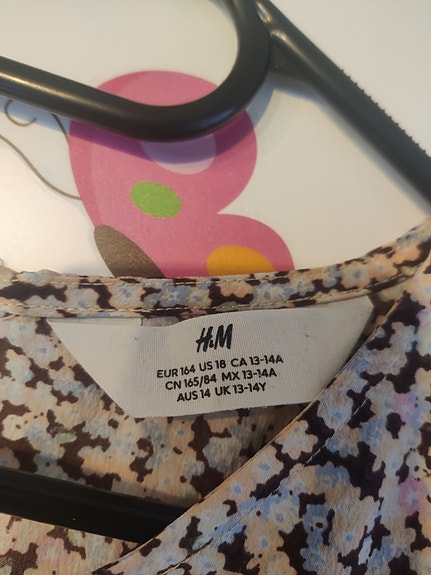 H&M
EUR 164 US 18 CA 13-14A
CN 165/84 MX 13-14A
AUS 14 UK 13-14Y